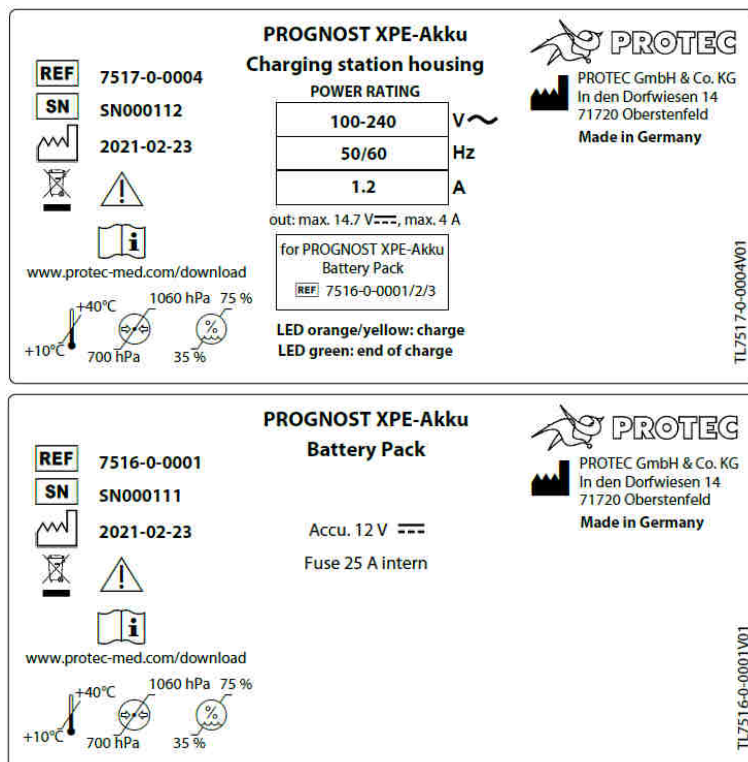 PROGNOST XPE-Akku
Charging station housing
PROTEC
REF 7517-0-0004
SN SN000112
2021-02-23
www.protec-med.com/download
+40°C
+10°C
1060 hPa
700 hPa
75 %
%
35 %
POWER RATING
100-240 V
50/60 Hz
1.2 A
out: max. 14.7 V, max. 4 A
for PROGNOST XPE-Akku
Battery Pack
REF 7516-0-0001/2/3
LED orange/yellow: charge
LED green: end of charge
PROTEC GmbH & Co. KG
In den Dorfwiesen 14
71720 Oberstenfeld
Made in Germany
TL7517-0-0004V01
PROGNOST XPE-Akku
Battery Pack
PROTEC
REF 7516-0-0001
SN SN000111
2021-02-23
www.protec-med.com/download
+40°C
+10°C
1060 hPa
700 hPa
75 %
%
35 %
Accu. 12 V
Fuse 25 A intern
PROTEC GmbH & Co. KG
In den Dorfwiesen 14
71720 Oberstenfeld
Made in Germany
TL7516-0-0001V01